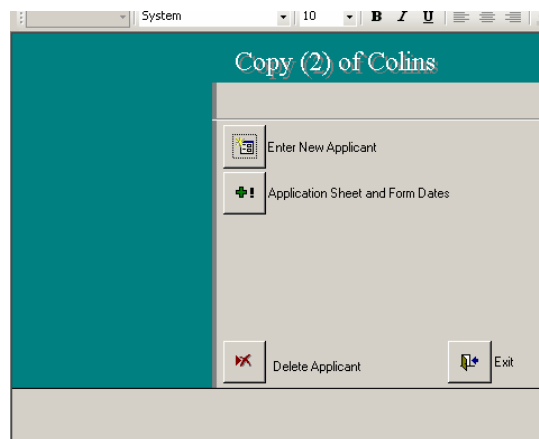 System 10 B I U
Copy (2) of Colins
Enter New Applicant
Application Sheet and Form Dates
Delete Applicant Exit